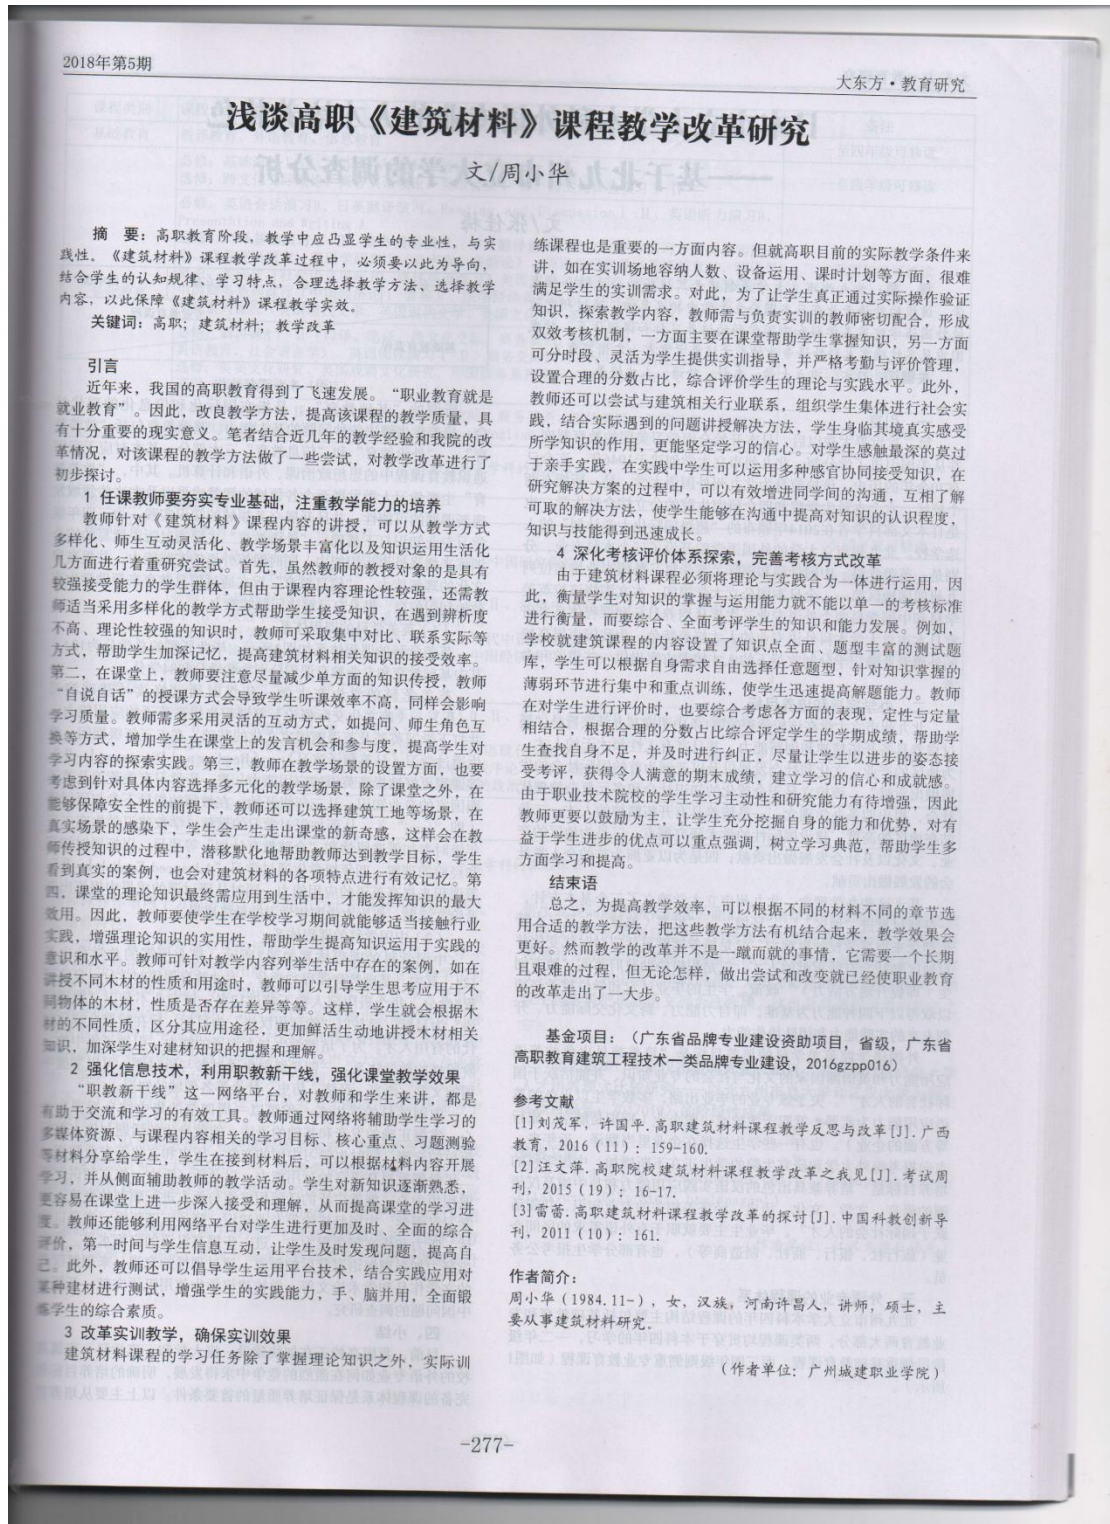 2018年第5期
大东方·教育研究
浅谈高职《建筑材料》课程教学改革研究
文/周小华
摘　要：高职教育阶段，教学中应凸显学生的专业性，与实
践性。《建筑材料》课程教学改革过程中，必须要以此为导向，
结合学生的认知规律、学习特点，合理选择教学方法、选择教学
内容，以此保障《建筑材料》课程教学实效。
关键词：高职；建筑材料；教学改革
引言
近年来，我国的高职教育得到了飞速发展。“职业教育就是
就业教育”。因此，改良教学方法，提高该课程的教学质量，具
有十分重要的现实意义。笔者结合近几年的教学经验和我院的改
革情况，对该课程的教学方法做了一些尝试，对教学改革进行了
初步探讨。
1 任课教师要夯实专业基础，注重教学能力的培养
教师针对《建筑材料》课程内容的讲授，可以从教学方式
多样化、师生互动灵活化、教学场景丰富化以及知识运用生活化
几方面进行着重研究尝试。首先，虽然教师的教授对象的是具有
较强接受能力的学生群体，但由于课程内容理论性较强，还需教
师适当采用多样化的教学方式帮助学生接受知识，在遇到辨析度
不高、理论性较强的知识时，教师可采取集中对比、联系实际等
方式，帮助学生加深记忆，提高建筑材料相关知识的接受效率。
第二，在课堂上，教师要注意尽量减少单方面的知识传授，教师
“自说自话”的授课方式会导致学生听课效率不高，同样会影响
学习质量。教师需多采用灵活的互动方式，如提问，师生角色互
换等方式，增加学生在课堂上的发言机会和参与度，提高学生对
学习内容的探索实践。第三，教师在教学场景的设置方面，也要
考虑到针对具体内容选择多元化的教学场景，除了课堂之外，在
能够保障安全性的前提下，教师还可以选择建筑工地等场景，在
真实场景的感染下，学生会产生走出课堂的新奇感，这样会在教
师传授知识的过程中，潜移默化地帮助教师达到教学目标，学生
看到真实的案例，也会对建筑材料的各项特点进行有效记忆。第
四，课堂的理论知识最终需应用到生活中，才能发挥知识的最大
效用。因此，教师要使学生在学校学习期间就能够适当接触行业
实践，增强理论知识的实用性，帮助学生提高知识运用于实践的
意识和水平。教师可针对教学内容列举生活中存在的案例，如在
讲授不同木材的性质和用途时，教师可以引导学生思考应用于不
同物体的木材，性质是否存在差异等等。这样，学生就会根据木
材的不同性质，区分其应用途径，更加鲜活生动地讲授木材相关
知识，加深学生对建材知识的把握和理解。
2 强化信息技术，利用职教新干线，强化课堂教学效果
“职教新干线”这一网络平台，对教师和学生来讲，都是
有助于交流和学习的有效工具。教师通过网络将辅助学生学习的
多媒体资源、与课程内容相关的学习目标、核心重点、习题测验
等材料分享给学生，学生在接到材料后，可以根据材料内容开展
学习，并从侧面辅助教师的教学活动。学生对新知识逐渐熟悉，
更容易在课堂上进一步深入接受和理解，从而提高课堂的学习进
度。教师还能够利用网络平台对学生进行更加及时、全面的综合
评价，第一时间与学生信息互动，让学生及时发现问题，提高自
己。此外，教师还可以倡导学生运用平台技术，结合实践应用对
某种建材进行测试，增强学生的实践能力，手、脑并用，全面锻
炼学生的综合素质。
3 改革实训教学，确保实训效果
建筑材料课程的学习任务除了掌握理论知识之外，实际训
练课程也是重要的一方面内容。但就高职目前的实际教学条件来
讲，如在实训场地容纳人数、设备运用、课时计划等方面，很难
满足学生的实训需求。对此，为了让学生真正通过实际操作验证
知识，探索教学内容，教师需与负责实训的教师密切配合，形成
双效考核机制，一方面主要在课堂帮助学生掌握知识，另一方面
可分时段、灵活为学生提供实训指导，并严格考勤与评价管理，
设置合理的分数占比，综合评价学生的理论与实践水平。此外，
教师还可以尝试与建筑相关行业联系，组织学生集体进行社会实
践，结合实际遇到的问题讲授解决方法，学生身临其境真实感受
所学知识的作用，更能坚定学习的信心。对学生感触最深的莫过
于亲手实践，在实践中学生可以运用多种感官协同接受知识，在
研究解决方案的过程中，可以有效增进同学间的沟通，互相了解
可取的解决方法，使学生能够在沟通中提高对知识的认识程度，
知识与技能得到迅速成长。
4 深化考核评价体系探索，完善考核方式改革
由于建筑材料课程必须将理论与实践合为一体进行运用，因
此，衡量学生对知识的掌握与运用能力就不能以单一的考核标准
进行衡量，而要综合、全面考评学生的知识和能力发展。例如，
学校就建筑课程的内容设置了知识点全面、题型丰富的测试题
库，学生可以根据自身需求自由选择任意题型，针对知识掌握的
薄弱环节进行集中和重点训练，使学生迅速提高解题能力。教师
在对学生进行评价时，也要综合考虑各方面的表现，定性与定量
相结合，根据合理的分数占比综合评定学生的学期成绩，帮助学
生查找自身不足，并及时进行纠正，尽量让学生以进步的姿态接
受考评，获得令人满意的期末成绩，建立学习的信心和成就感。
由于职业技术院校的学生学习主动性和研究能力有待增强，因此
教师更要以鼓励为主，让学生充分挖掘自身的能力和优势，对有
益于学生进步的优点可以重点强调，树立学习典范，帮助学生多
方面学习和提高。
结束语
总之，为提高教学效率，可以根据不同的材料不同的章节选
用合适的教学方法，把这些教学方法有机结合起来，教学效果会
更好。然而教学的改革并不是一蹴而就的事情，它需要一个长期
且艰难的过程，但无论怎样，做出尝试和改变就已经使职业教育
的改革走出了一大步。
基金项目：（广东省品牌专业建设资助项目，省级，广东省
高职教育建筑工程技术一类品牌专业建设，2016gzpp016）
参考文献
[1]刘茂军，许国平.高职建筑材料课程教学反思与改革[J].广西
教育，2016（11）：159-160.
[2]汪文萍.高职院校建筑材料课程教学改革之我见[J].考试周
刊，2015（19）：16-17.
[3]雷蕾.高职建筑材料课程教学改革的探讨[J].中国科教创新导
刊，2011（10）：161.
作者简介：
周小华（1984.11-），女，汉族，河南许昌人，讲师，硕士，主
要从事建筑材料研究。
（作者单位：广州城建职业学院）
-277-